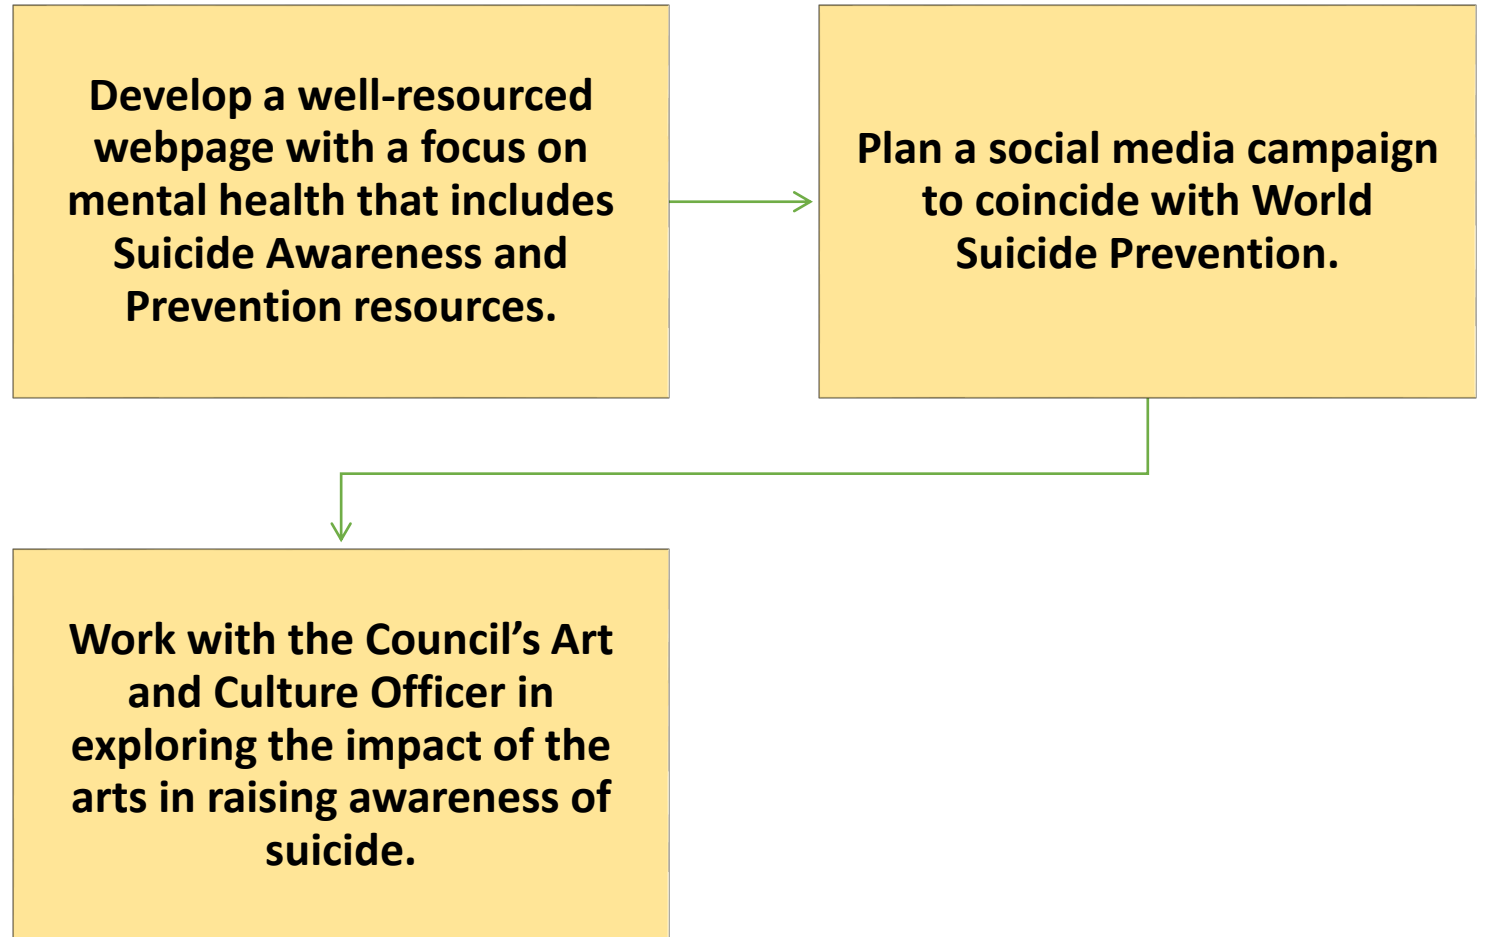 Develop a well-resourced
webpage with a focus on
mental health that includes
Suicide Awareness and
Prevention resources.
Plan a social media campaign
to coincide with World
Suicide Prevention.
Work with the Council’s Art
and Culture Officer in
exploring the impact of the
arts in raising awareness of
suicide.